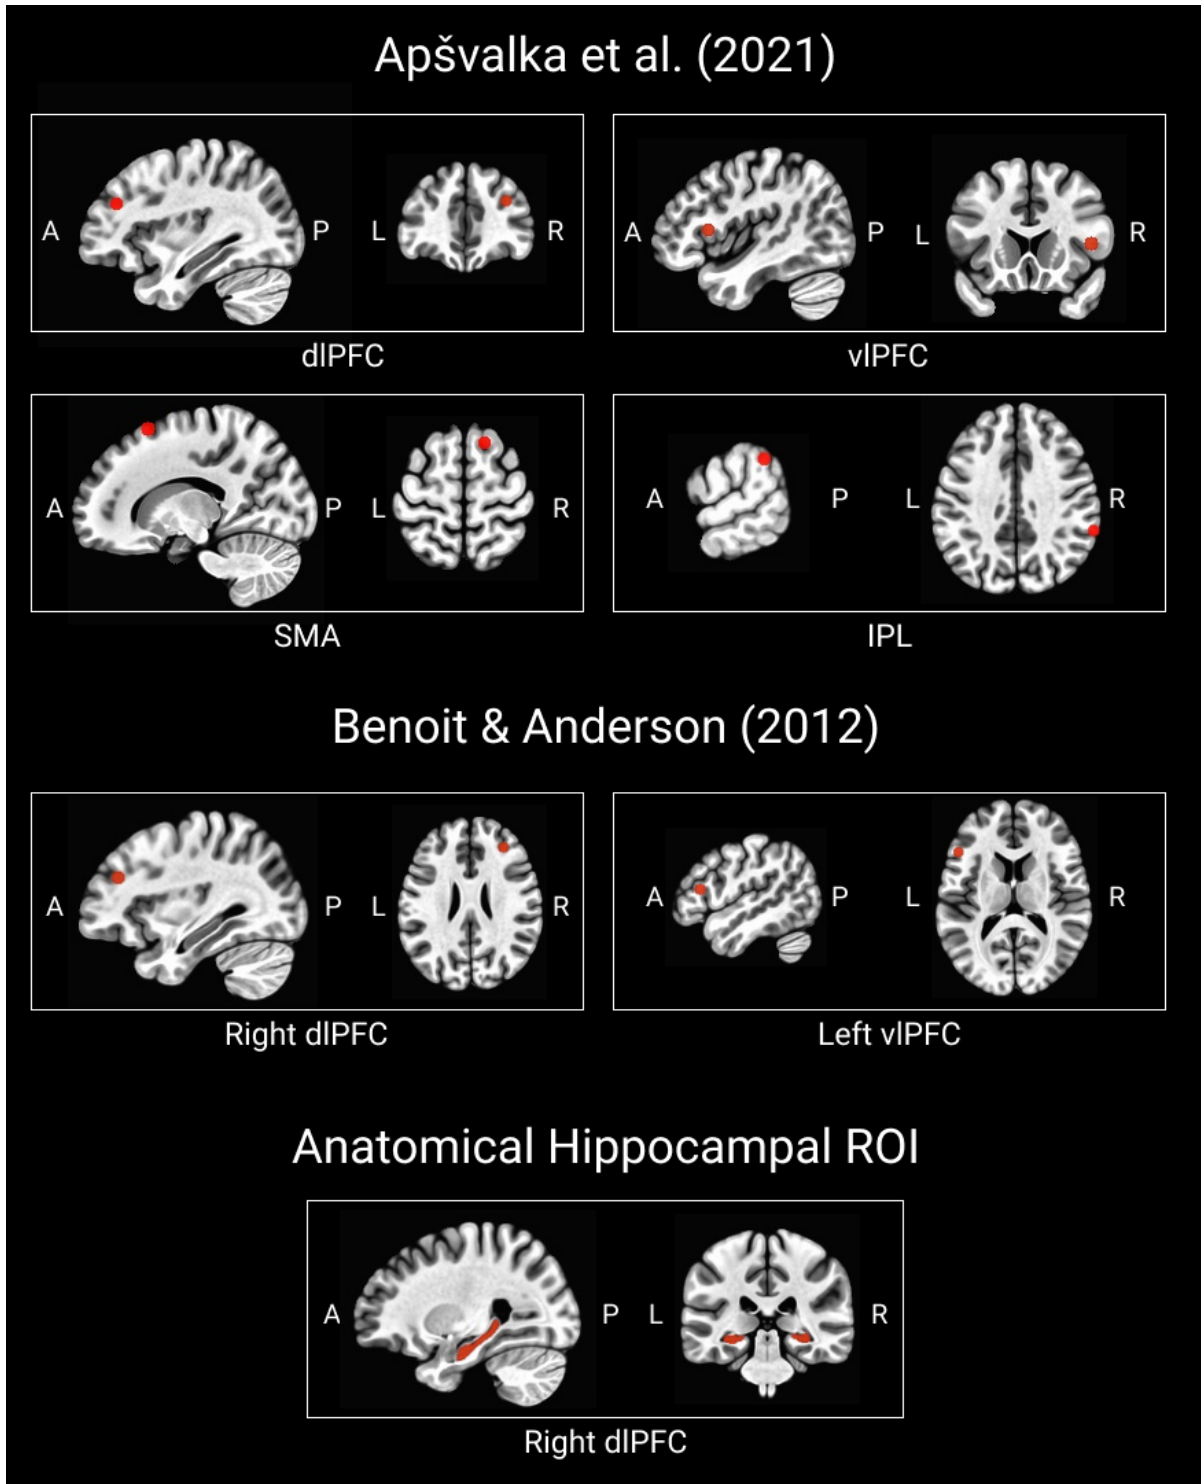 Apšvalka et al. (2021)
A P L R
A P L R
dlPFC
vlPFC
A P L R
A P L R
SMA
IPL
Benoit & Anderson (2012)
A P L R
A P L R
Right dlPFC
Left vlPFC
Anatomical Hippocampal ROI
A P L R
Right dlPFC